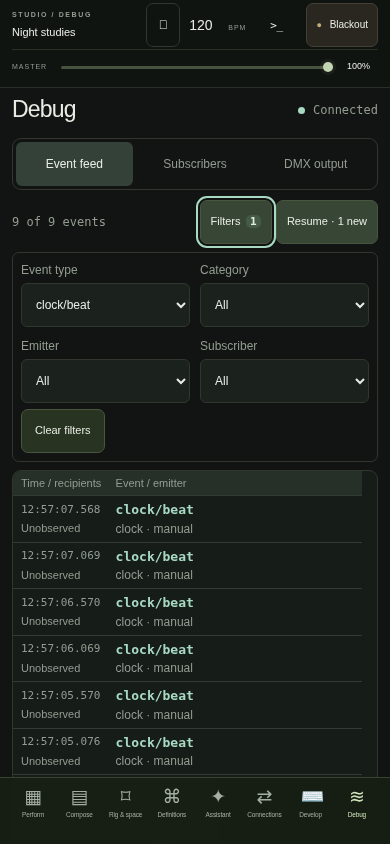 STUDIO / DEBUG
Night studies
120 BPM >_ Blackout
MASTER 100%
Debug Connected
Event feed Subscribers DMX output
9 of 9 events Filters 1 Resume · 1 new
Event type Category
clock/beat All
Emitter Subscriber
All All
Clear filters
Time / recipients Event / emitter
12:57:07.568 clock/beat
Unobserved clock · manual
12:57:07.069 clock/beat
Unobserved clock · manual
12:57:06.570 clock/beat
Unobserved clock · manual
12:57:06.069 clock/beat
Unobserved clock · manual
12:57:05.570 clock/beat
Unobserved clock · manual
12:57:05.076 clock/beat
Unobserved clock · manual
Perform Compose Rig & space Definitions Assistant Connections Develop Debug